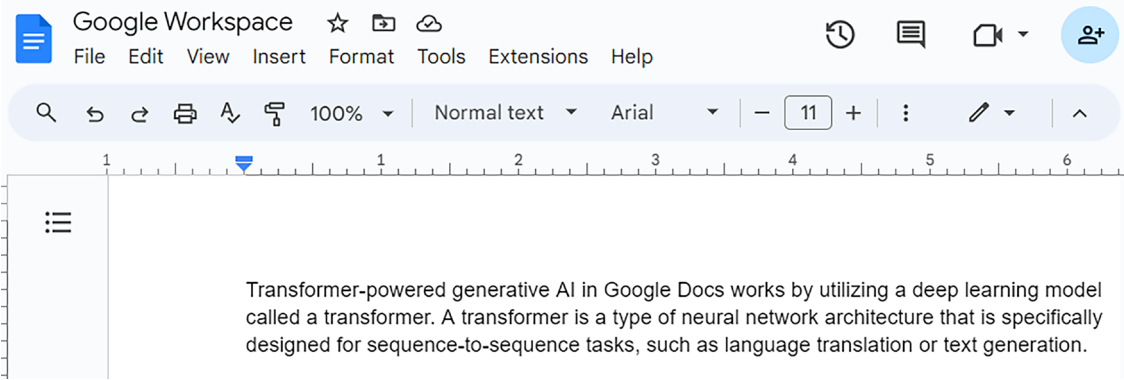 Google Workspace
File Edit View Insert Format Tools Extensions Help
100% Normal text Arial 11
1 1 2 3 4 5 6
Transformer-powered generative AI in Google Docs works by utilizing a deep learning model
called a transformer. A transformer is a type of neural network architecture that is specifically
designed for sequence-to-sequence tasks, such as language translation or text generation.